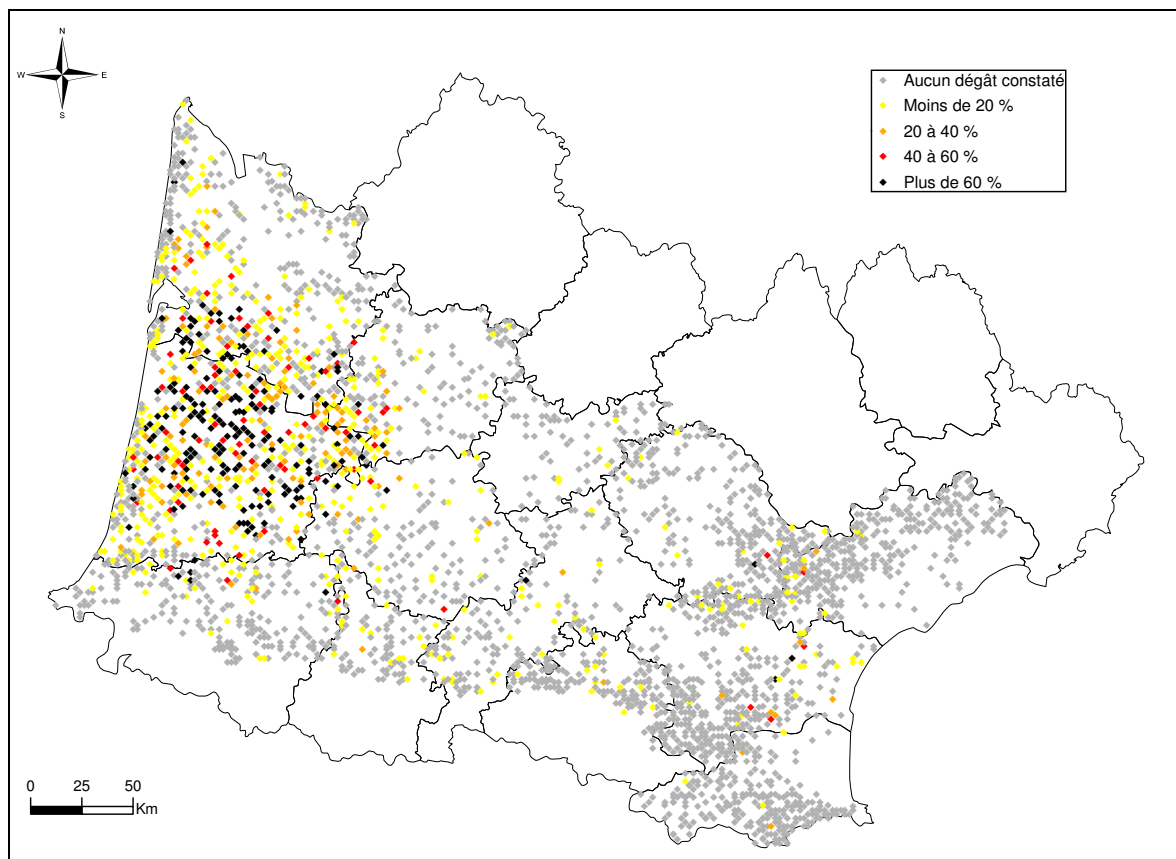 N
W E
S
Aucun dégât constaté
Moins de 20 %
20 à 40 %
40 à 60 %
Plus de 60 %
0 25 50
Km